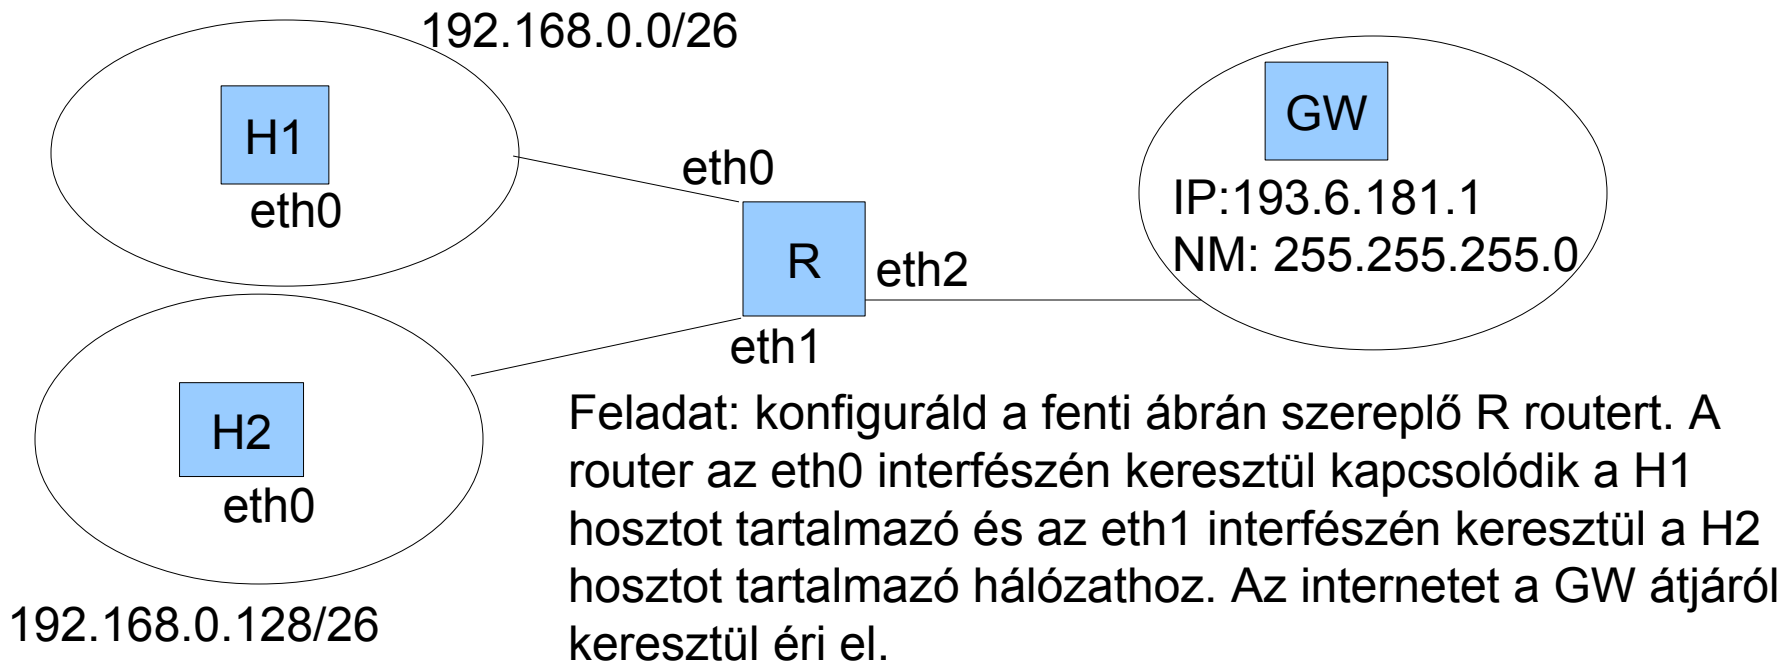 192.168.0.0/26
H1
eth0
eth0
GW
IP:193.6.181.1
NM: 255.255.255.0
R
eth2
eth1
H2
eth0
192.168.0.128/26
Feladat: konfiguráld a fenti ábrán szereplő R routert. A
router az eth0 interfészén keresztül kapcsolódik a H1
hosztot tartalmazó és az eth1 interfészén keresztül a H2
hosztot tartalmazó hálózathoz. Az internetet a GW átjáról
keresztül éri el.